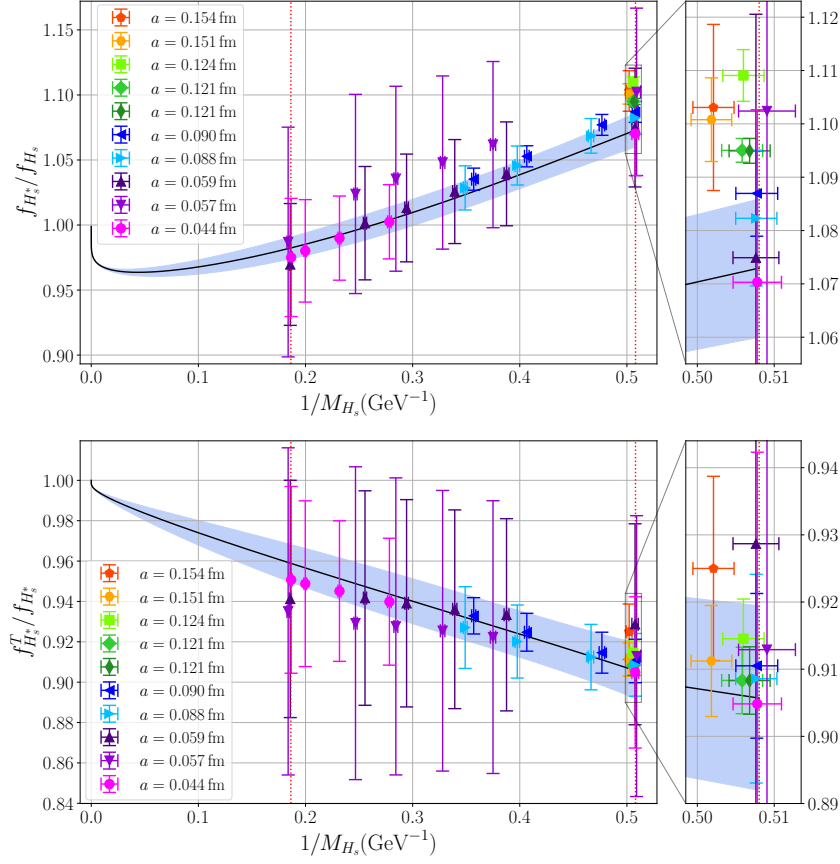 f_{H_s^*}/f_{H_s}
1.15
1.10
1.05
1.00
0.95
0.90
a = 0.154 fm
a = 0.151 fm
a = 0.124 fm
a = 0.121 fm
a = 0.121 fm
a = 0.090 fm
a = 0.088 fm
a = 0.059 fm
a = 0.057 fm
a = 0.044 fm
0.0 0.1 0.2 0.3 0.4 0.5
1/M_{H_s}(GeV^{-1})
1.12
1.11
1.10
1.09
1.08
1.07
1.06
0.50 0.51
f^T_{H_s^*}/f_{H_s^*}
1.00
0.98
0.96
0.94
0.92
0.90
0.88
0.86
0.84
a = 0.154 fm
a = 0.151 fm
a = 0.124 fm
a = 0.121 fm
a = 0.121 fm
a = 0.090 fm
a = 0.088 fm
a = 0.059 fm
a = 0.057 fm
a = 0.044 fm
0.0 0.1 0.2 0.3 0.4 0.5
1/M_{H_s}(GeV^{-1})
0.94
0.93
0.92
0.91
0.90
0.89
0.50 0.51